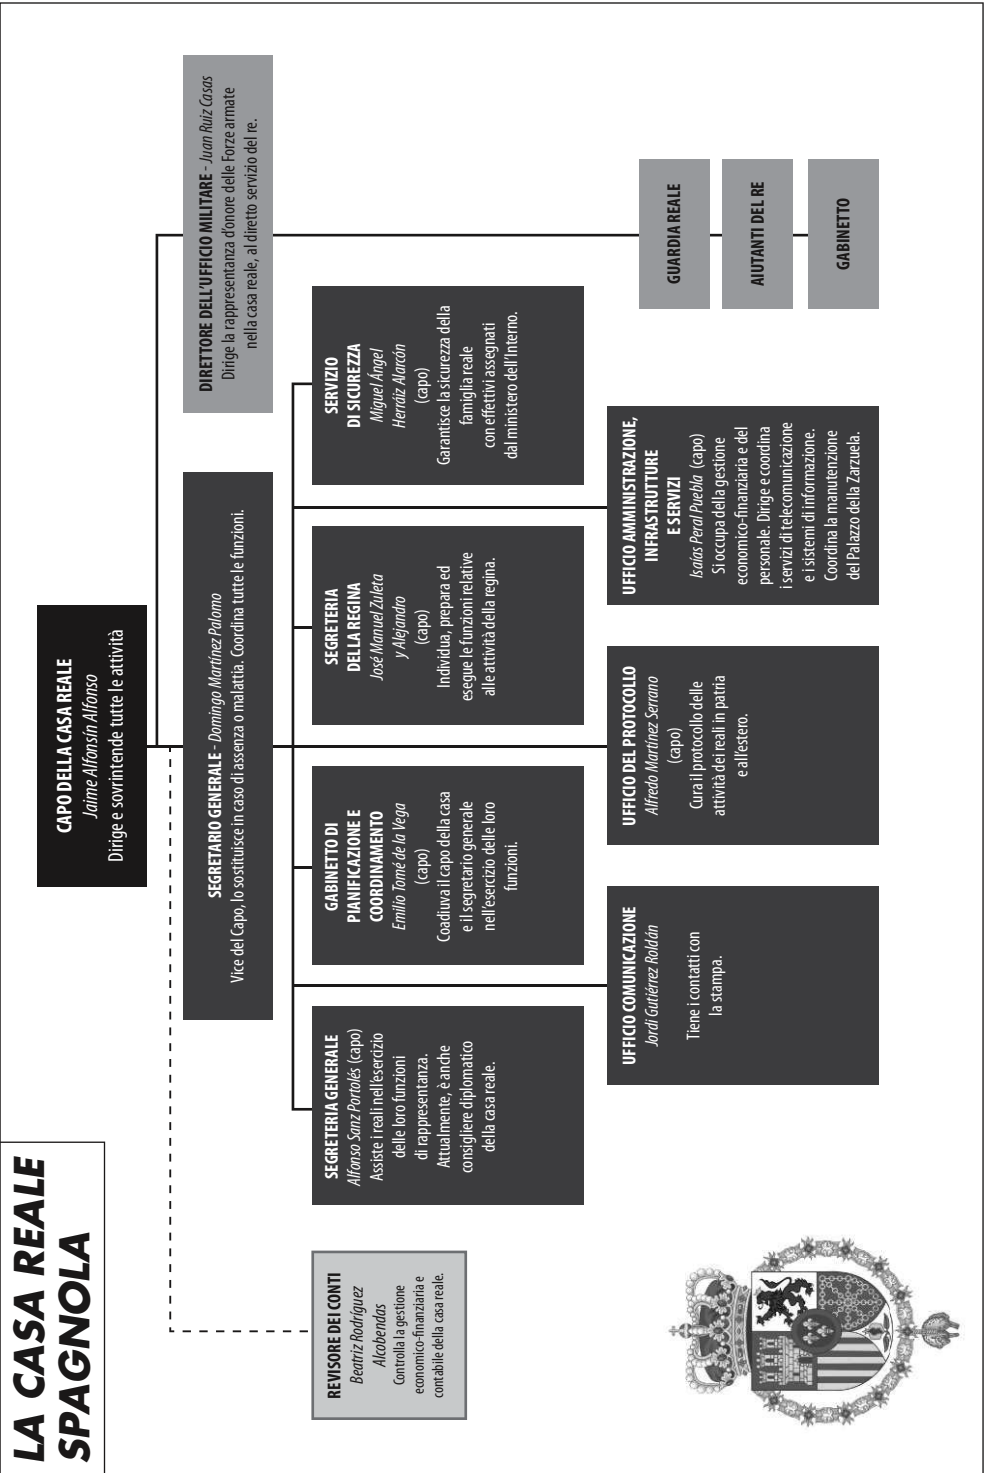 LA CASA REALE
SPAGNOLA
CAPO DELLA CASA REALE
Jaime Alfonsín Alfonso
Dirige e sovrintende tutte le attività
SEGRETARIO GENERALE - Domingo Martínez Palomo
Vice del Capo, lo sostituisce in caso di assenza o malattia. Coordina tutte le funzioni.
DIRETTORE DELL'UFFICIO MILITARE - Juan Ruiz Casas
Dirige la rappresentanza d'onore delle Forze armate
nella casa reale, al diretto servizio del re.
REVISORE DEI CONTI
Beatriz Rodríguez
Alcobendas
Controlla la gestione
economico-finanziaria e
contabile della casa reale.
SEGRETERIA GENERALE
Alfonso Sanz Portolés (capo)
Assiste i reali nell'esercizio
delle loro funzioni
di rappresentanza.
Attualmente, è anche
consigliere diplomatico
della casa reale.
GABINETTO DI
PIANIFICAZIONE E
COORDINAMENTO
Emilio Tomé de la Vega
(capo)
Coadiuva il capo della casa
e il segretario generale
nell'esercizio delle loro
funzioni.
SEGRETERIA
DELLA REGINA
José Manuel Zuleta
y Alejandro
(capo)
Individua, prepara ed
esegue le funzioni relative
alle attività della regina.
SERVIZIO
DI SICUREZZA
Miguel Ángel
Herráiz Alarcón
(capo)
Garantisce la sicurezza della
famiglia reale
con effettivi assegnati
dal ministero dell'Interno.
UFFICIO COMUNICAZIONE
Jordi Gutiérrez Roldán
Tiene i contatti con
la stampa.
UFFICIO DEL PROTOCOLLO
Alfredo Martínez Serrano
(capo)
Cura il protocollo delle
attività dei reali in patria
e all'estero.
UFFICIO AMMINISTRAZIONE,
INFRASTRUTTURE
E SERVIZI
Isaías Peral Puebla (capo)
Si occupa della gestione
economico-finanziaria e del
personale. Dirige e coordina
i servizi di telecomunicazione
e i sistemi di informazione.
Coordina la manutenzione
del Palazzo della Zarzuela.
GUARDIA REALE
AIUTANTI DEL RE
GABINETTO